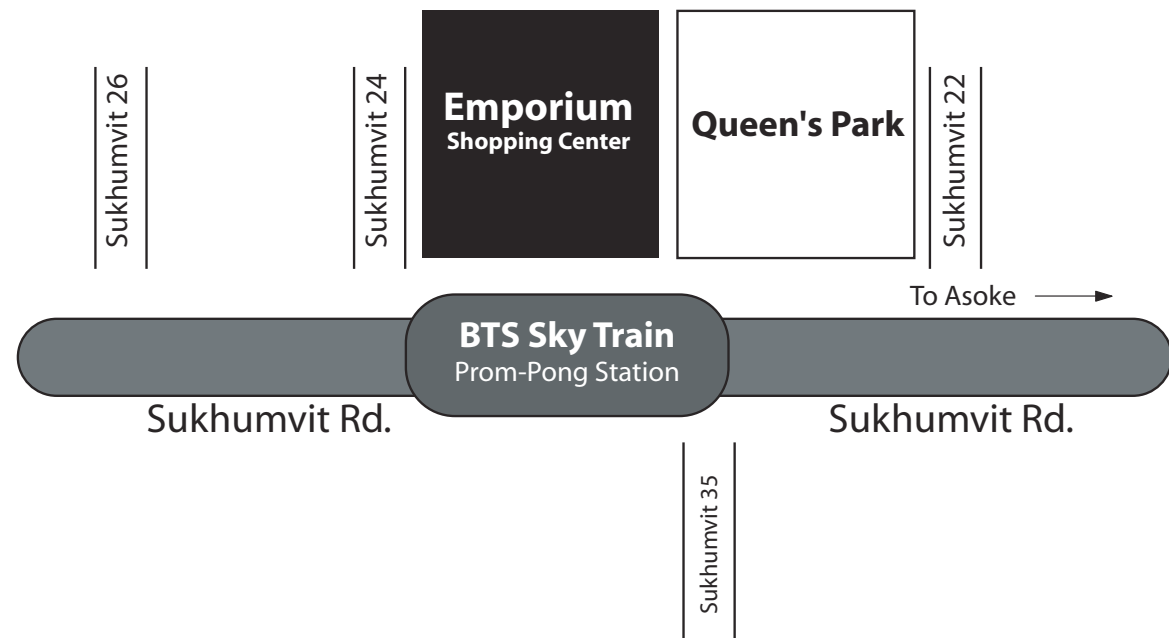 Sukhumvit 26
Sukhumvit 24
Emporium
Shopping Center
Queen's Park
Sukhumvit 22
To Asoke
BTS Sky Train
Prom-Pong Station
Sukhumvit Rd.
Sukhumvit Rd.
Sukhumvit 35